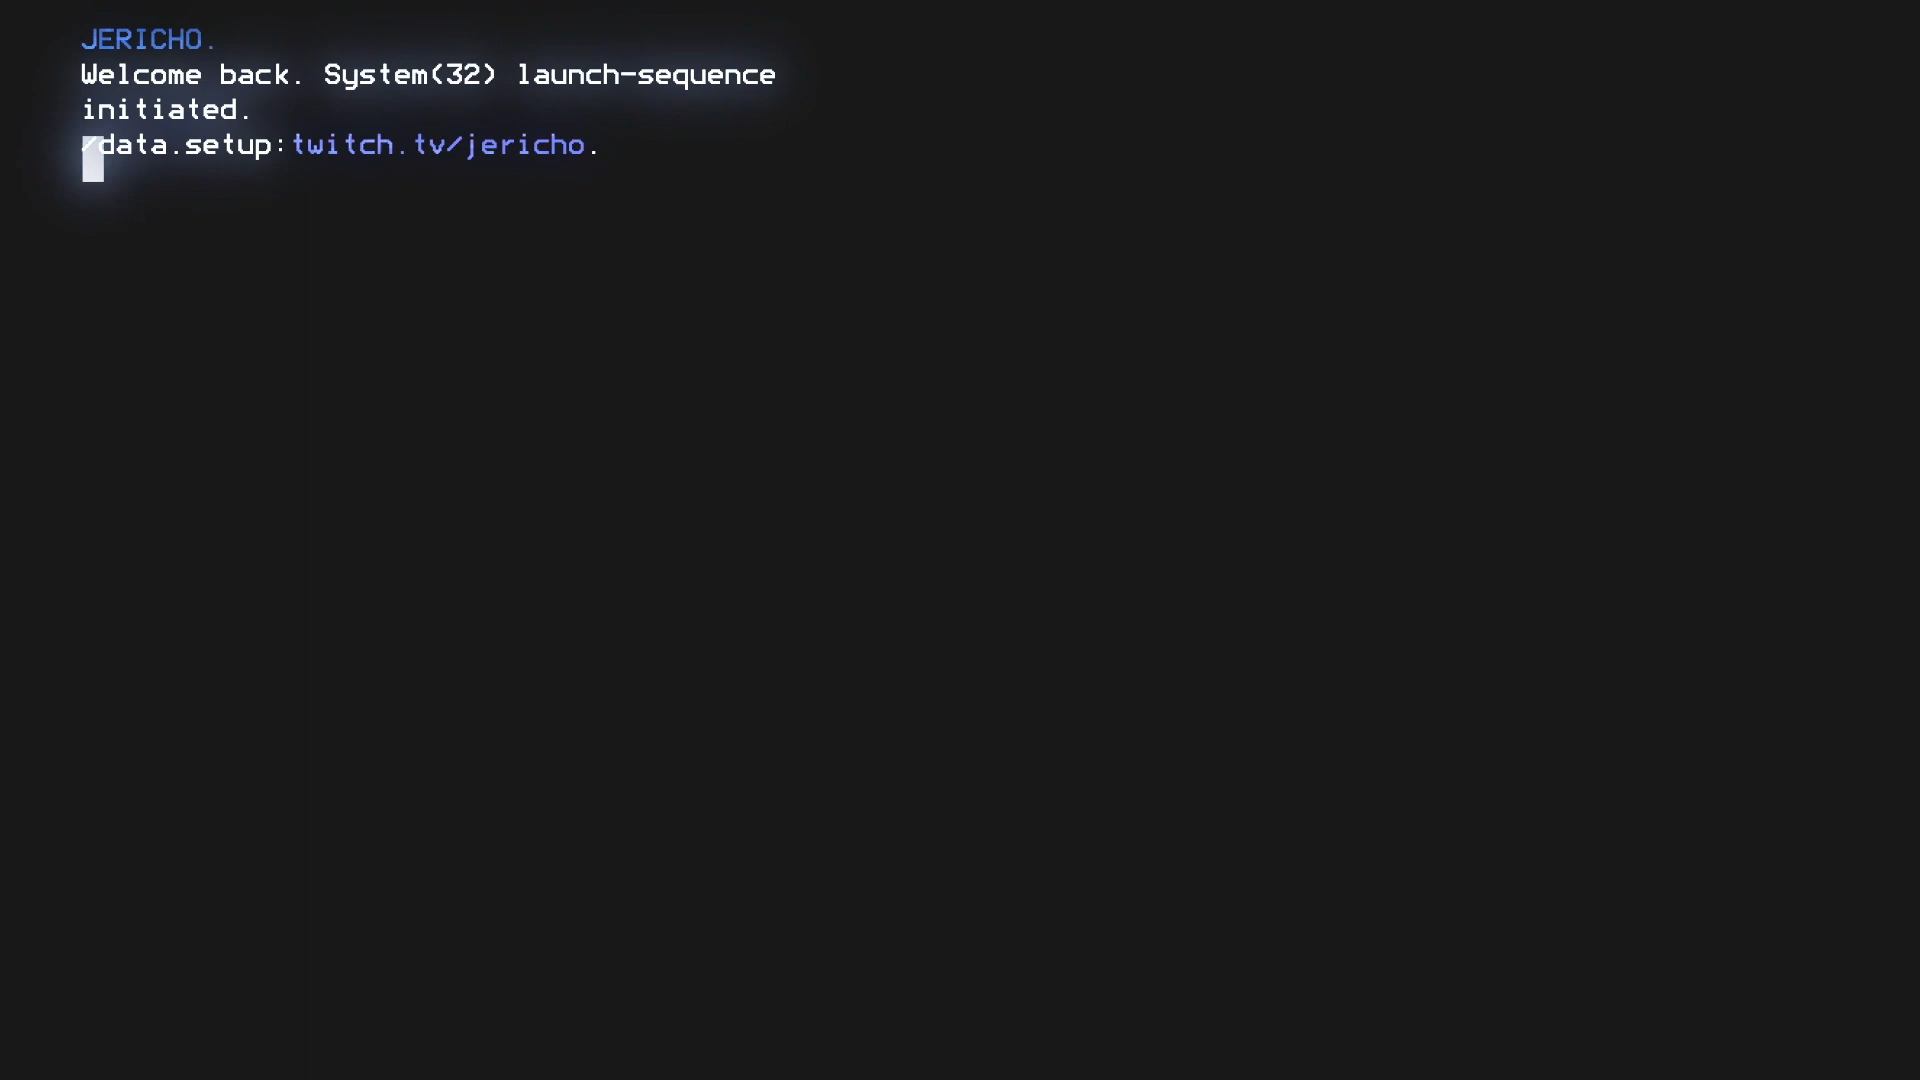 JERICHO.
Welcome back. System(32) launch-sequence
initiated.
/data.setup:twitch.tv/jericho.